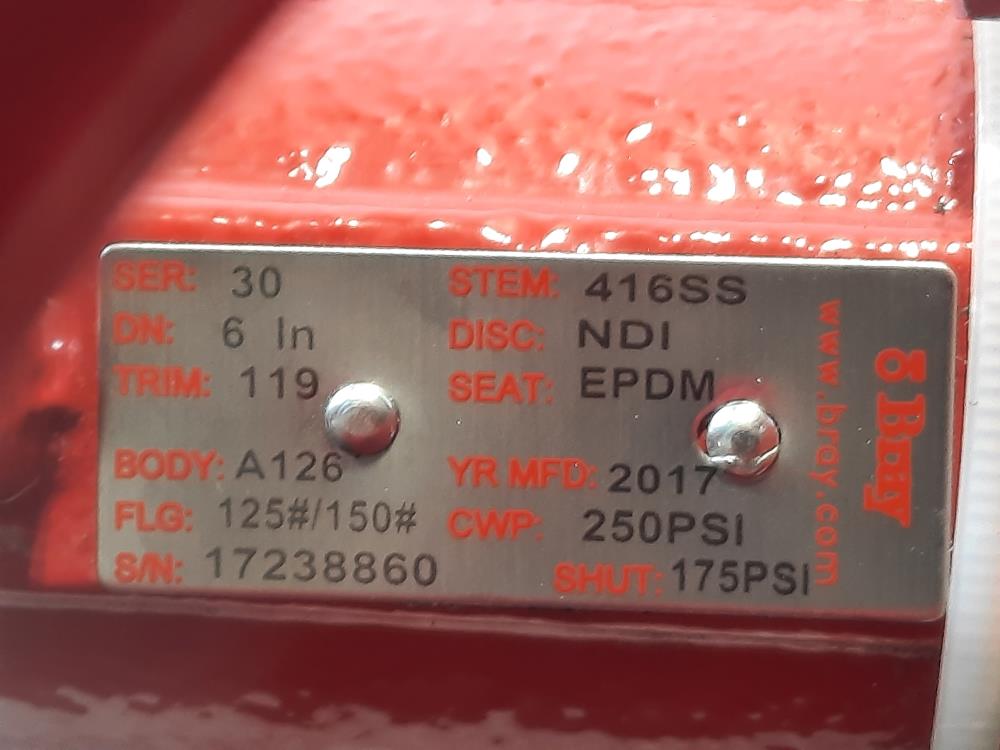 SER: 30 STEM: 416SS
DN: 6 In DISC: NDI
TRIM: 119 SEAT: EPDM
BODY: A126 YR MFD: 2017
FLG: 125#/150# CWP: 250PSI
S/N: 17238860 SHUT: 175PSI
www.bray.com
Bray